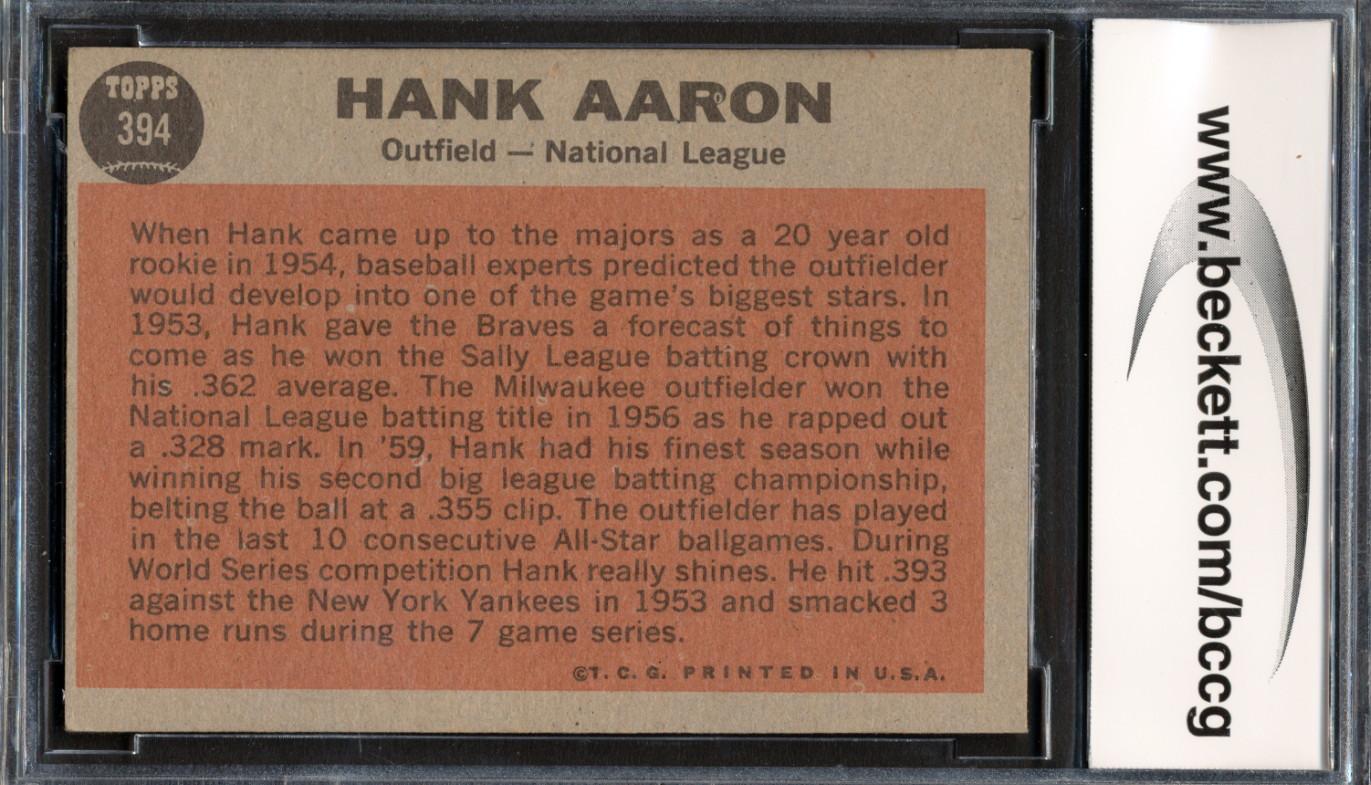 TOPPS
394
HANK AARON
Outfield — National League
When Hank came up to the majors as a 20 year old
rookie in 1954, baseball experts predicted the outfielder
would develop into one of the game's biggest stars. In
1953, Hank gave the Braves a forecast of things to
come as he won the Sally League batting crown with
his .362 average. The Milwaukee outfielder won the
National League batting title in 1956 as he rapped out
a .328 mark. In '59, Hank had his finest season while
winning his second big league batting championship,
belting the ball at a .355 clip. The outfielder has played
in the last 10 consecutive All-Star ballgames. During
World Series competition Hank really shines. He hit .393
against the New York Yankees in 1953 and smacked 3
home runs during the 7 game series.
©T. C. G. PRINTED IN U.S.A.
www.beckett.com/bccg